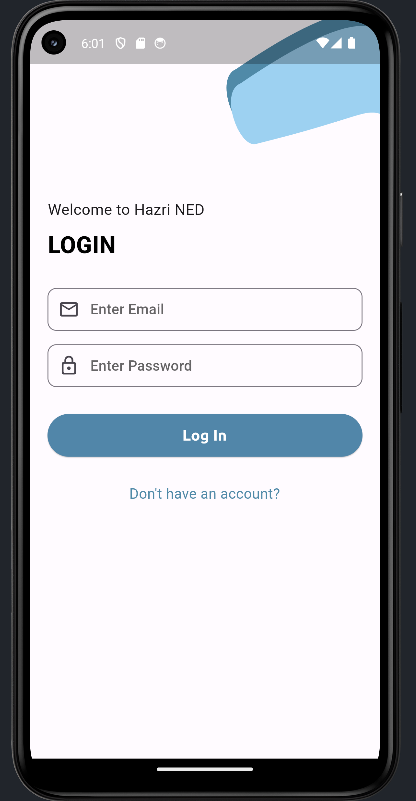 6:01
Welcome to Hazri NED
LOGIN
Enter Email
Enter Password
Log In
Don't have an account?